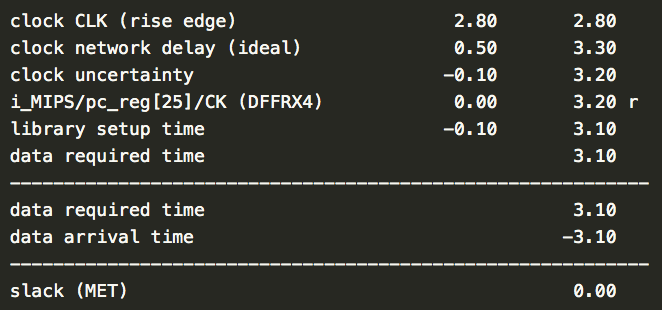 clock CLK (rise edge) 2.80 2.80
clock network delay (ideal) 0.50 3.30
clock uncertainty -0.10 3.20
i_MIPS/pc_reg[25]/CK (DFFRX4) 0.00 3.20 r
library setup time -0.10 3.10
data required time 3.10
-----------------------------------------------------------------
data required time 3.10
data arrival time -3.10
-----------------------------------------------------------------
slack (MET) 0.00